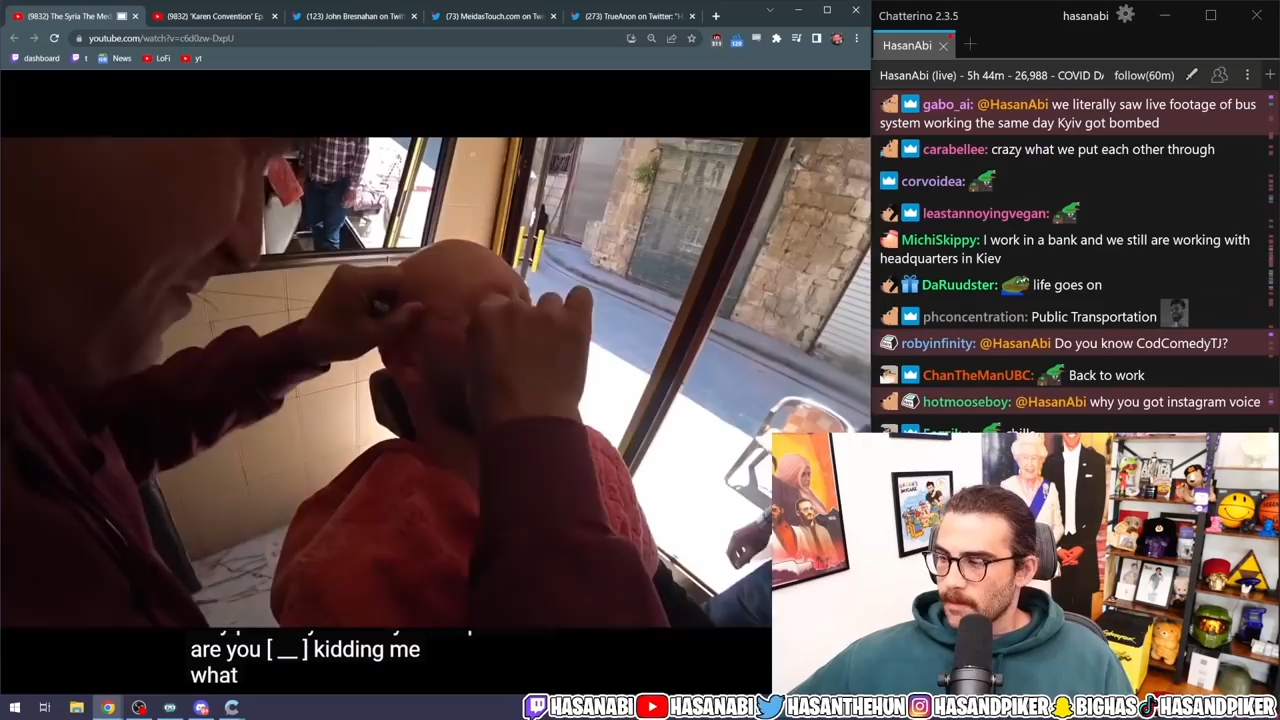 (9832) The Syria The Med
(9832) 'Karen Convention' Ep.
(123) John Bresnahan on Twitt
(73) MeidasTouch.com on Twe
(273) TrueAnon on Twitter: "H
youtube.com/watch?v=c6d0zw-DxpU
dashboard
t
News
LoFi
yt
are you [ __ ] kidding me
what
Chatterino 2.3.5
hasanabi
HasanAbi
HasanAbi (live) - 5h 44m - 26,988 - COVID
follow(60m)
gabo_ai: @HasanAbi we literally saw live footage of bus
system working the same day Kyiv got bombed
carabellee: crazy what we put each other through
corvoidea:
leastannoyingvegan:
MichiSkippy: I work in a bank and we still are working with
headquarters in Kiev
DaRuudster: life goes on
phconcentration: Public Transportation
robyinfinity: @HasanAbi Do you know CodComedyTJ?
ChanTheManUBC: Back to work
hotmooseboy: @HasanAbi why you got instagram voice
HASANABI HASANABI HASANTHEHUN HASANDPIKER BIGHAS HASANDPIKER